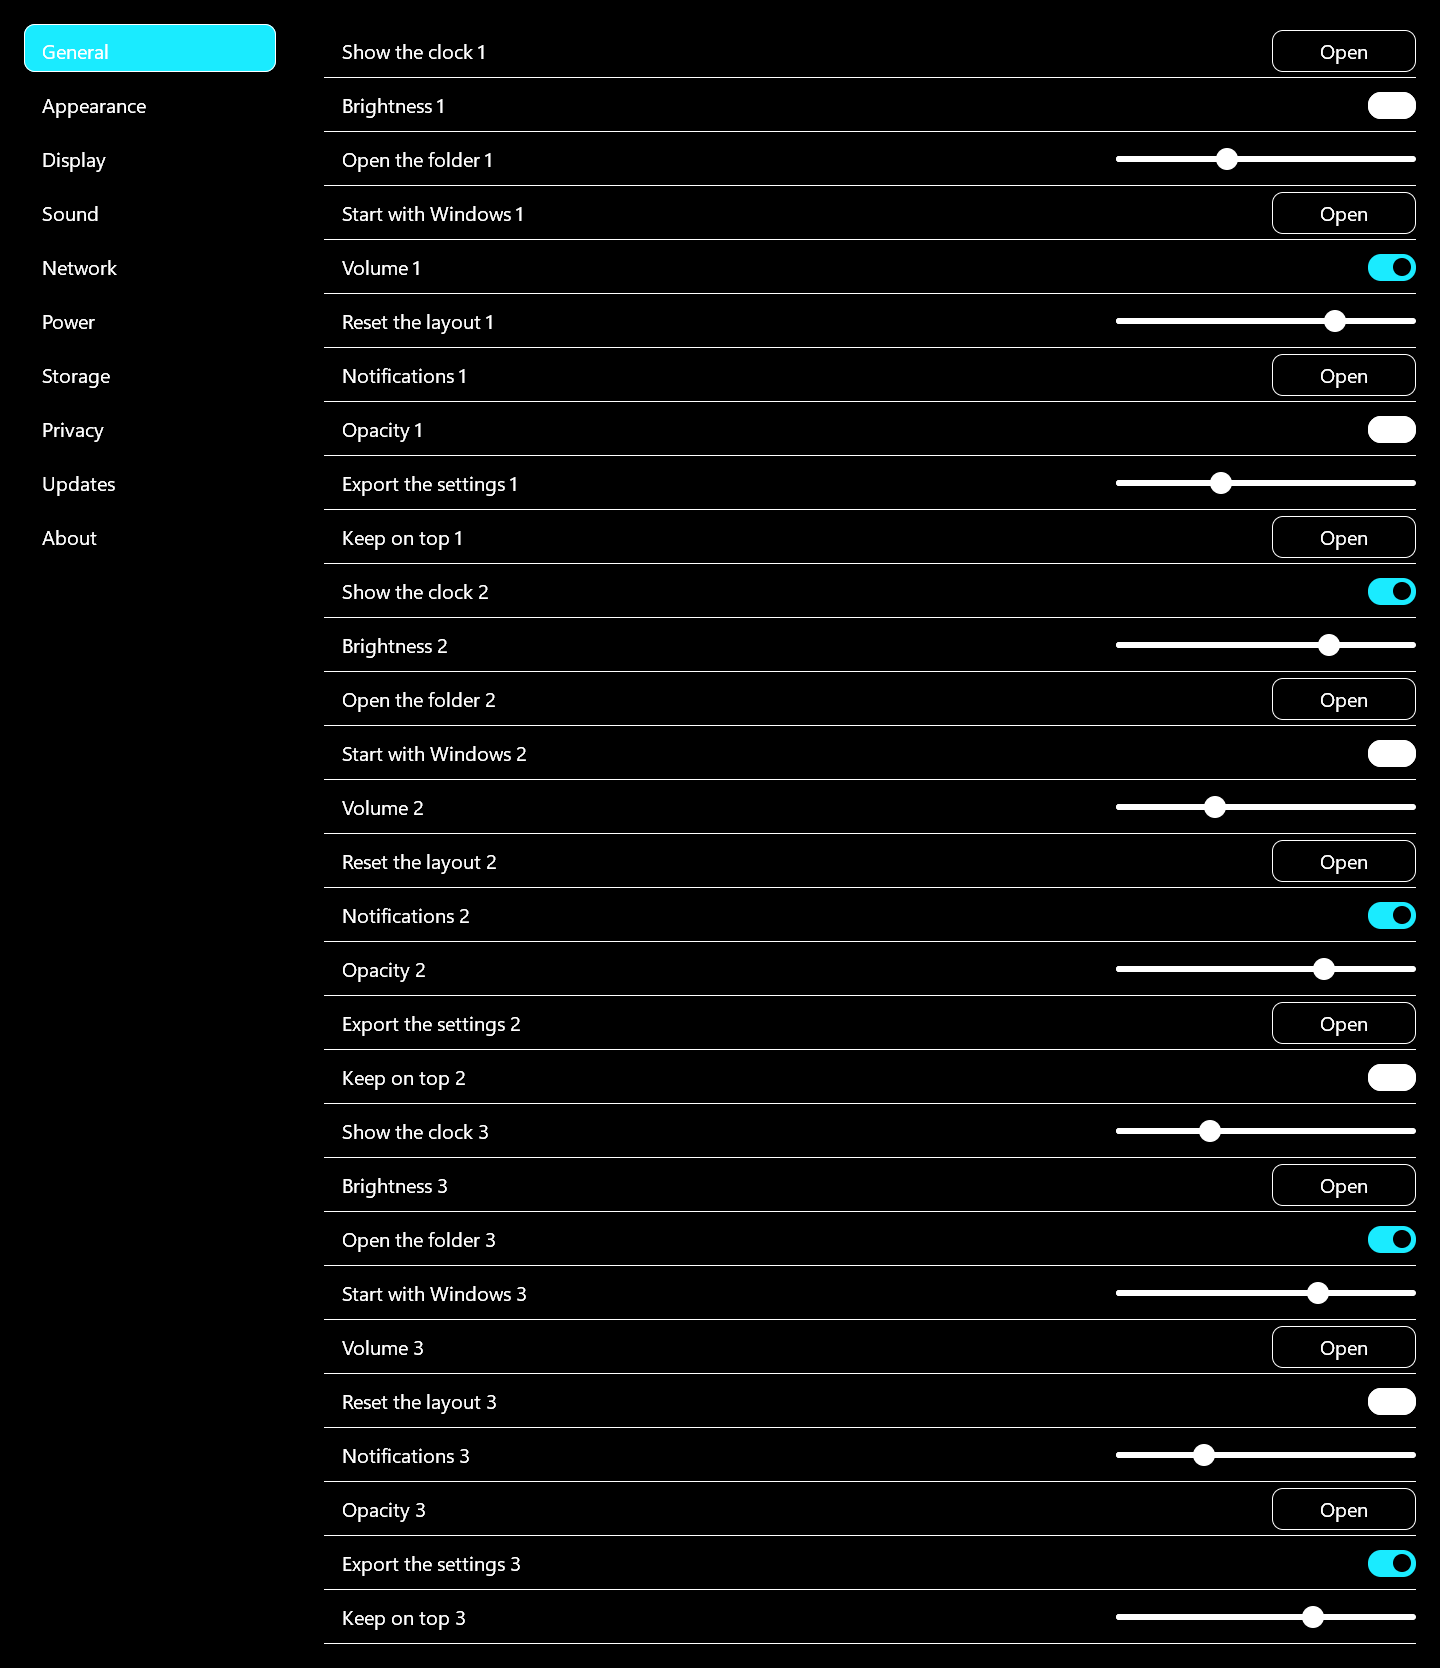 General
Appearance
Display
Sound
Network
Power
Storage
Privacy
Updates
About
Show the clock 1 Open
Brightness 1
Open the folder 1
Start with Windows 1 Open
Volume 1
Reset the layout 1
Notifications 1 Open
Opacity 1
Export the settings 1
Keep on top 1 Open
Show the clock 2
Brightness 2
Open the folder 2 Open
Start with Windows 2
Volume 2
Reset the layout 2 Open
Notifications 2
Opacity 2
Export the settings 2 Open
Keep on top 2
Show the clock 3
Brightness 3 Open
Open the folder 3
Start with Windows 3
Volume 3 Open
Reset the layout 3
Notifications 3
Opacity 3 Open
Export the settings 3
Keep on top 3